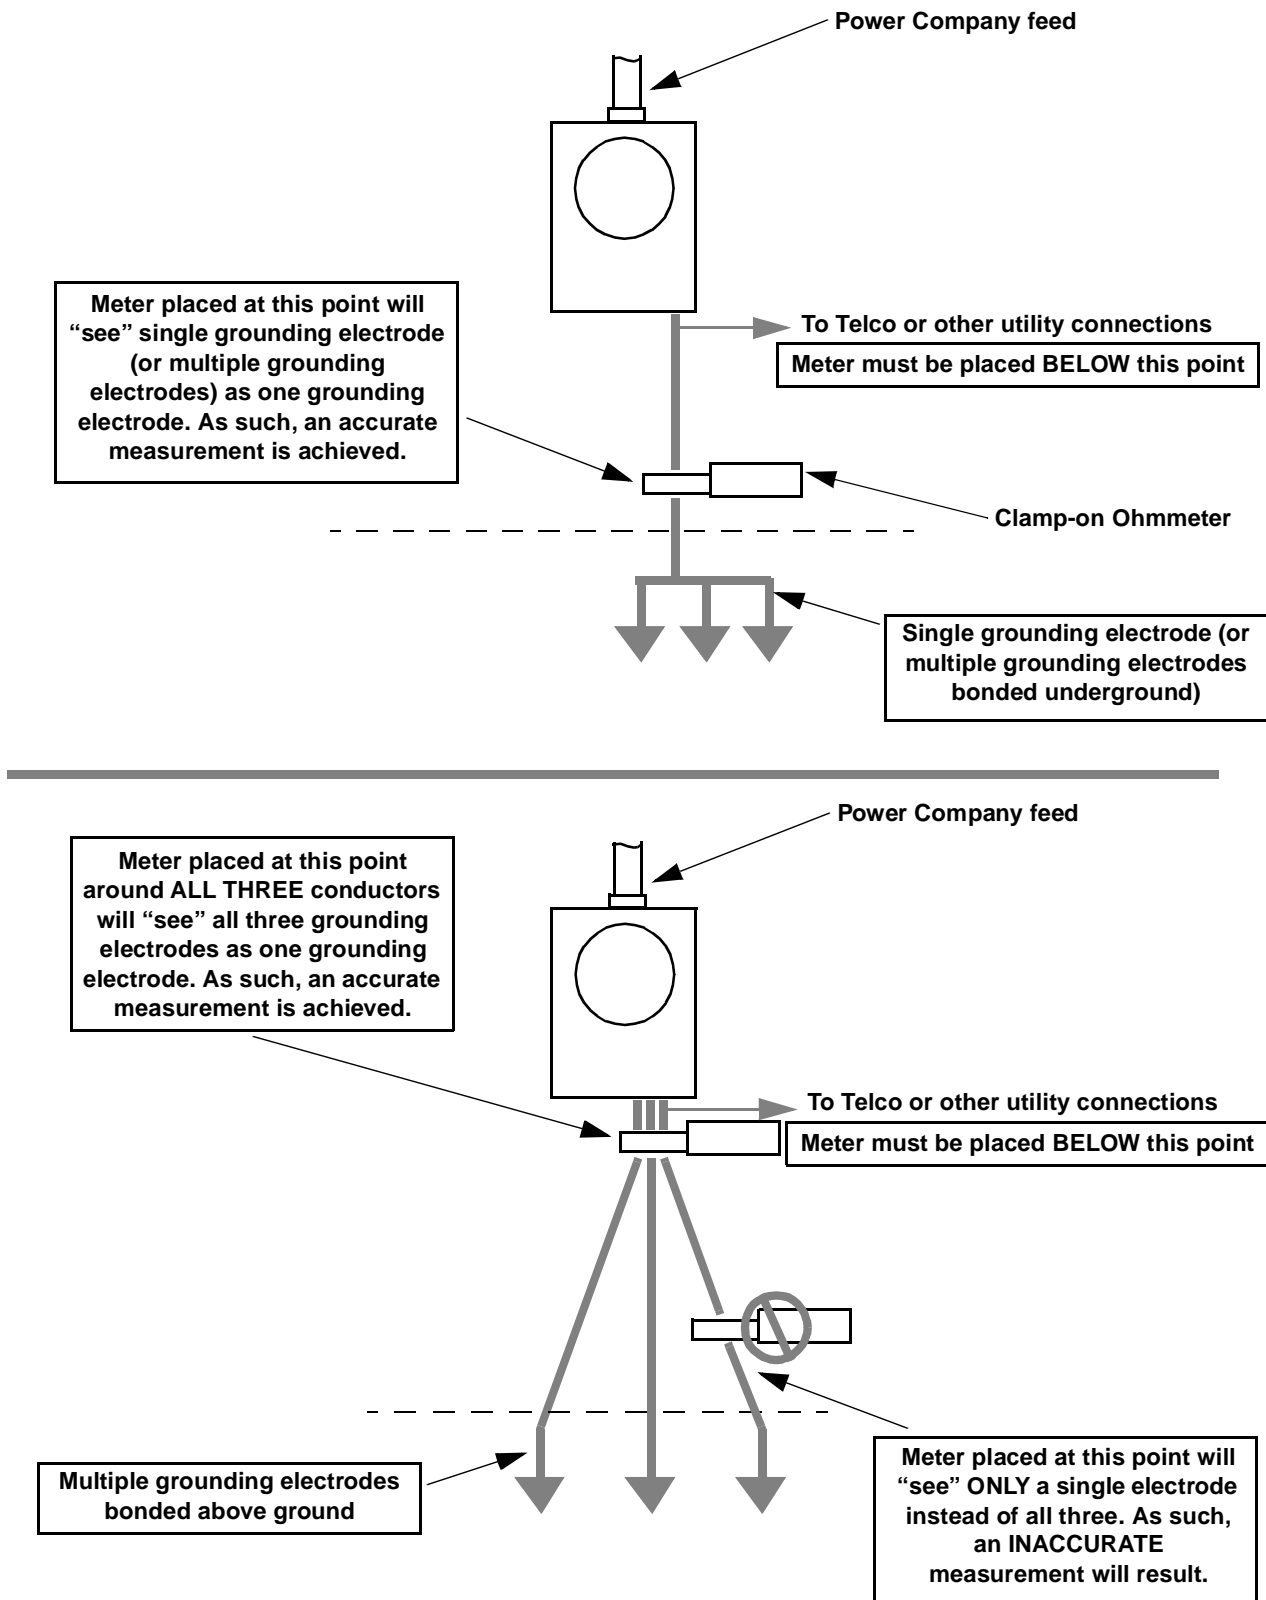 Power Company feed
Meter placed at this point will
“see” single grounding electrode
(or multiple grounding
electrodes) as one grounding
electrode. As such, an accurate
measurement is achieved.
To Telco or other utility connections
Meter must be placed BELOW this point
Clamp-on Ohmmeter
Single grounding electrode (or
multiple grounding electrodes
bonded underground)
Power Company feed
Meter placed at this point
around ALL THREE conductors
will “see” all three grounding
electrodes as one grounding
electrode. As such, an accurate
measurement is achieved.
To Telco or other utility connections
Meter must be placed BELOW this point
Multiple grounding electrodes
bonded above ground
Meter placed at this point will
“see” ONLY a single electrode
instead of all three. As such,
an INACCURATE
measurement will result.